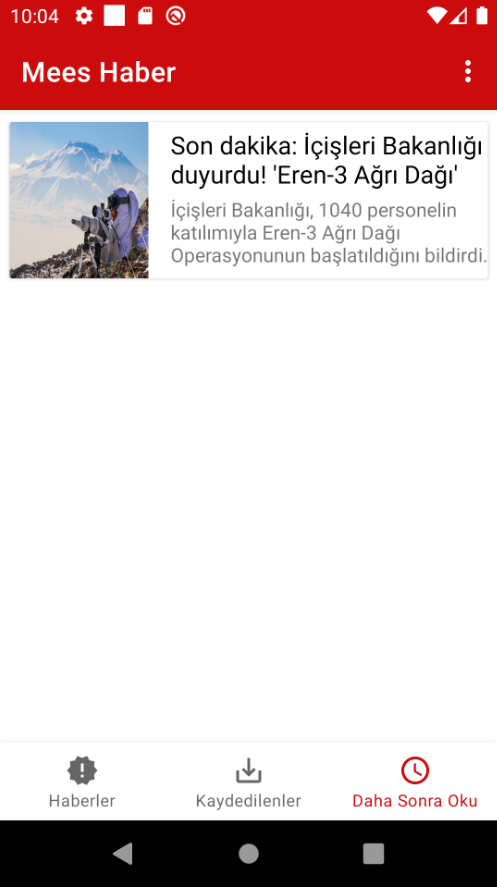 10:04
Mees Haber
Son dakika: İçişleri Bakanlığı
duyurdu! 'Eren-3 Ağrı Dağı'
İçişleri Bakanlığı, 1040 personelin
katılımıyla Eren-3 Ağrı Dağı
Operasyonunun başlatıldığını bildirdi.
Haberler
Kaydedilenler
Daha Sonra Oku